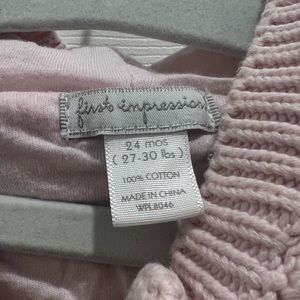 first impressions
24 mos
( 27-30 lbs )
100% COTTON
MADE IN CHINA
WPL8046